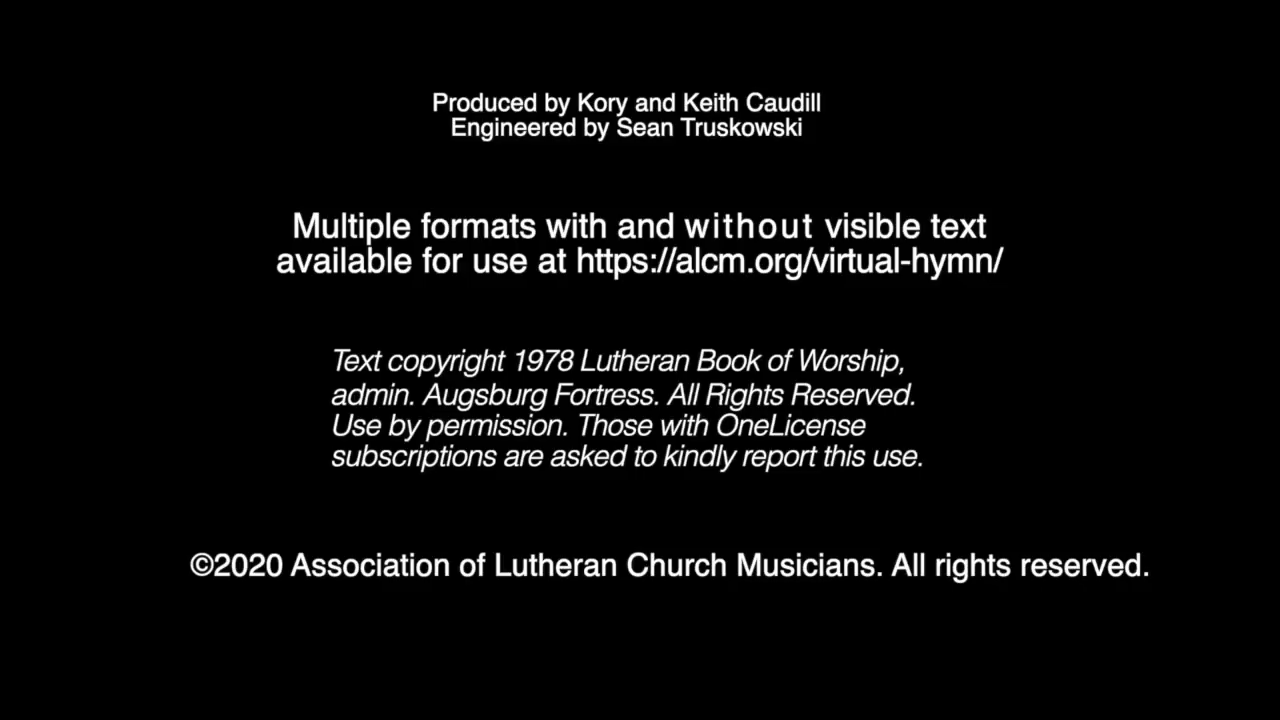 Produced by Kory and Keith Caudill
Engineered by Sean Truskowski
Multiple formats with and without visible text
available for use at https://alcm.org/virtual-hymn/
Text copyright 1978 Lutheran Book of Worship,
admin. Augsburg Fortress. All Rights Reserved.
Use by permission. Those with OneLicense
subscriptions are asked to kindly report this use.
©2020 Association of Lutheran Church Musicians. All rights reserved.